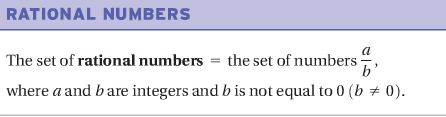 RATIONAL NUMBERS
The set of rational numbers = the set of numbers a/b,
where a and b are integers and b is not equal to 0 (b ≠ 0).